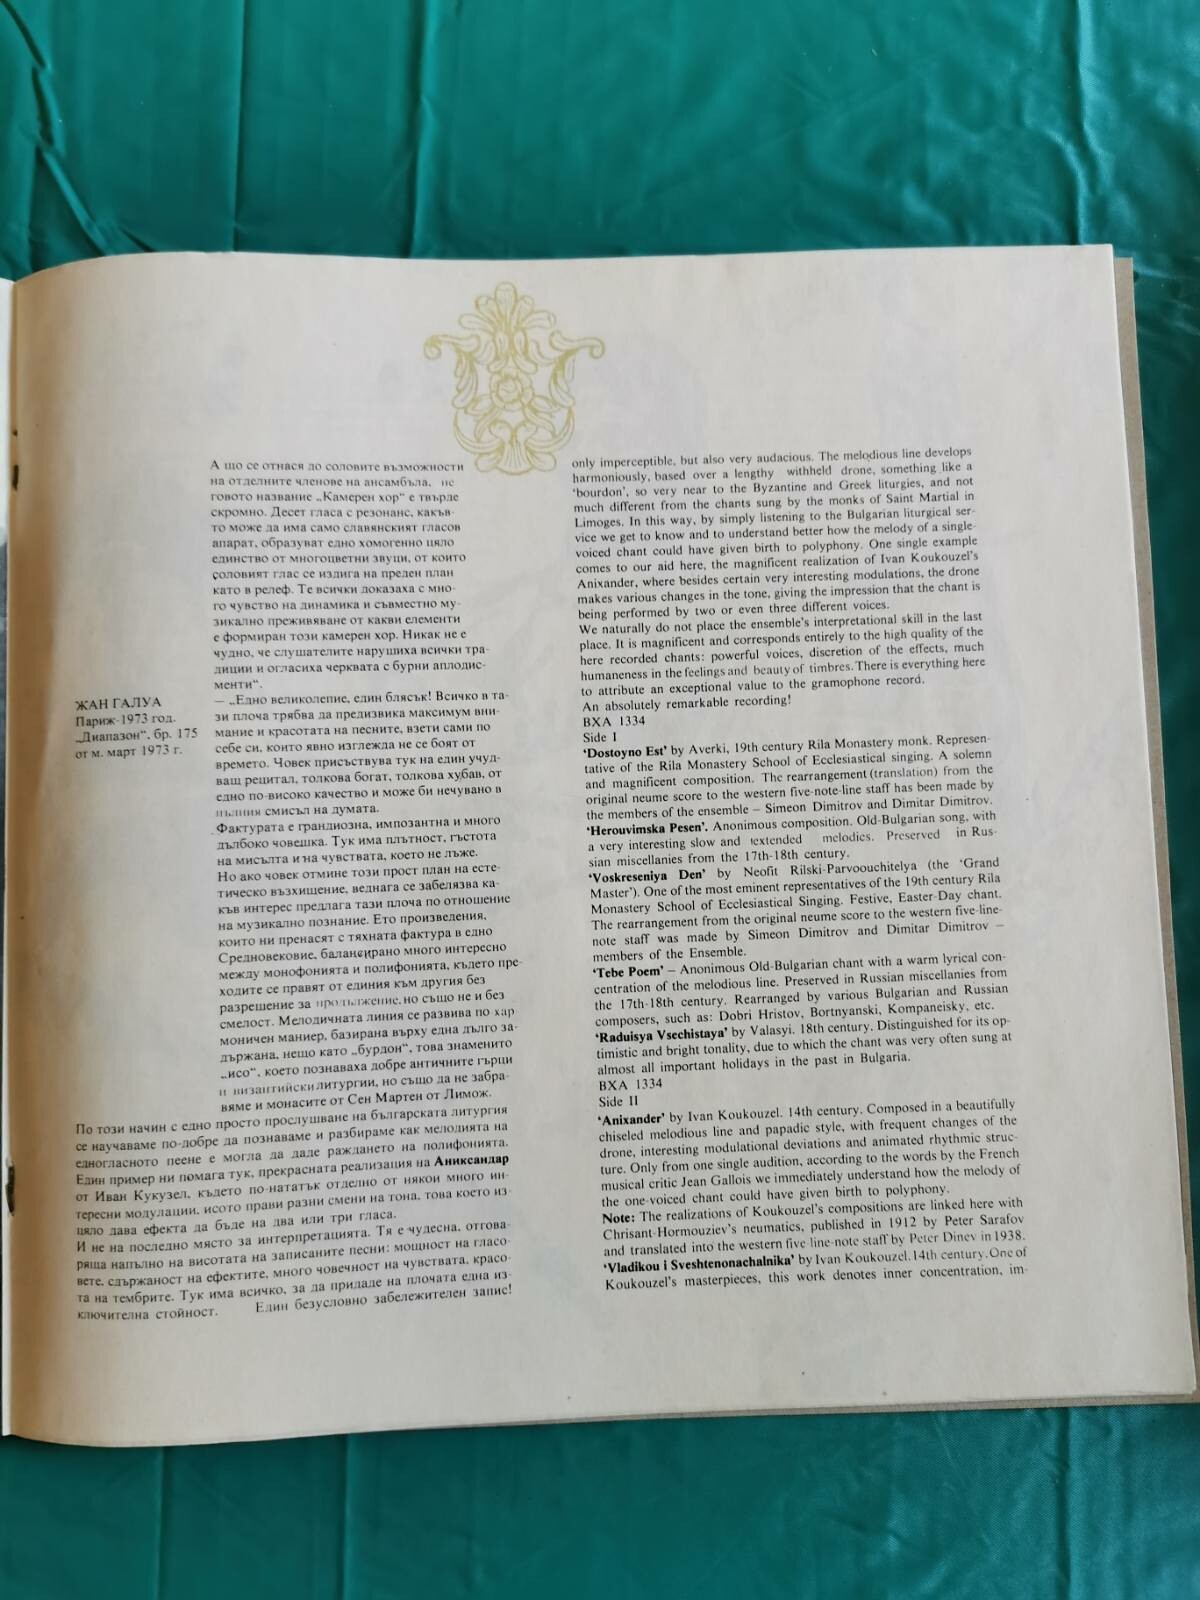 А що се отнася до соловите възможности
на отделните членове на ансамбъла, не
говото название „Камерен хор“ е твърде
скромно. Десет гласа с резонанс, какъв-
то може да има само славянският гласов
апарат, образуват едно хомогенно цяло
единство от многоцветни звуци, от които
соловият глас се издига на преден план
като в релеф. Те всички доказаха с мно-
го чувство на динамика и съвместно му-
зикално преживяване от какви елементи
е формиран този камерен хор. Никак не е
чудно, че слушателите нарушиха всички тра-
диции и огласиха черквата с бурни аплодис-
менти“.
ЖАН ГАЛУА
Париж-1973 год.
„Диапазон“, бр. 175
от м. март 1973 г.
— „Едно великолепие, един блясък! Всичко в та-
зи плоча трябва да предизвика максимум вни-
мание и красотата на песните, взети сами по
себе си, които явно изглежда не се боят от
времето. Човек присъствува тук на един учуд-
ващ рецитал, толкова богат, толкова хубав, от
едно по-високо качество и може би нечувано в
пълния смисъл на думата.
Фактурата е грандиозна, импозантна и много
дълбоко човешка. Тук има плътност, гъстота
на мисълта и на чувствата, което не лъже.
Но ако човек отмине този прост план на есте-
тическо възхищение, веднага се забелязва ка-
къв интерес предлага тази плоча по отношение
на музикално познание. Ето произведения,
които ни пренасят с тяхната фактура в едно
Средновековие, балансирано много интересно
между монофонията и полифонията, където пре-
ходите се правят от единия към другия без
разрешение за продължение, но също не и без
смелост. Мелодичната линия се развива по хар
моничен маниер, базирана върху една дълго за-
държана, нещо като „бурдон“, това знаменито
„исо“, което познаваха добре античните гърци
и византийски литургии, но също да не забра-
вяме и монасите от Сен Мартен от Лимож.
По този начин с едно просто прослушване на българската литургия
се научаваме по-добре да познаваме и разбираме как мелодията на
едногласното пеене е могла да даде раждането на полифонията.
Един пример ни помага тук, прекрасната реализация на Аниксандар
от Иван Кукузел, където по-нататък отделно от някои много ин-
тересни модулации, исото прави разни смени на тона, това което из-
цяло дава ефекта да бъде на два или три гласа.
И не на последно място за интерпретацията. Тя е чудесна, отгова-
ряща напълно на висотата на записаните песни: мощност на гласо-
вете, сдържаност на ефектите, много човечност на чувствата, красо-
та на тембрите. Тук има всичко, за да придаде на плочата една из-
ключителна стойност. Един безусловно забележителен запис!
only imperceptible, but also very audacious. The melodious line develops
harmoniously, based over a lengthy withheld drone, something like a
‘bourdon’, so very near to the Byzantine and Greek liturgies, and not
much different from the chants sung by the monks of Saint Martial in
Limoges. In this way, by simply listening to the Bulgarian liturgical ser-
vice we get to know and to understand better how the melody of a single-
voiced chant could have given birth to polyphony. One single example
comes to our aid here, the magnificent realization of Ivan Koukouzel's
Anixander, where besides certain very interesting modulations, the drone
makes various changes in the tone, giving the impression that the chant is
being performed by two or even three different voices.
We naturally do not place the ensemble's interpretational skill in the last
place. It is magnificent and corresponds entirely to the high quality of the
here recorded chants: powerful voices, discretion of the effects, much
humaneness in the feelings and beauty of timbres. There is everything here
to attribute an exceptional value to the gramophone record.
An absolutely remarkable recording!
BXA 1334
Side I
‘Dostoyno Est’ by Averki, 19th century Rila Monastery monk. Represen-
tative of the Rila Monastery School of Ecclesiastical singing. A solemn
and magnificent composition. The rearrangement (translation) from the
original neume score to the western five-note-line staff has been made by
the members of the ensemble – Simeon Dimitrov and Dimitar Dimitrov.
‘Herouvimska Pesen’. Anonimous composition. Old-Bulgarian song, with
a very interesting slow and extended melodics. Preserved in Rus-
sian miscellanies from the 17th-18th century.
‘Voskreseniya Den’ by Neofit Rilski-Parvoouchitelya (the ‘Grand
Master’). One of the most eminent representatives of the 19th century Rila
Monastery School of Ecclesiastical Singing. Festive, Easter-Day chant.
The rearrangement from the original neume score to the western five-line-
note staff was made by Simeon Dimitrov and Dimitar Dimitrov –
members of the Ensemble.
‘Tebe Poem’ – Anonimous Old-Bulgarian chant with a warm lyrical con-
centration of the melodious line. Preserved in Russian miscellanies from
the 17th-18th century. Rearranged by various Bulgarian and Russian
composers, such as: Dobri Hristov, Bortnyanski, Kompaneisky, etc.
‘Raduisya Vsechistaya’ by Valasyi. 18th century. Distinguished for its op-
timistic and bright tonality, due to which the chant was very often sung at
almost all important holidays in the past in Bulgaria.
BXA 1334
Side II
‘Anixander’ by Ivan Koukouzel. 14th century. Composed in a beautifully
chiseled melodious line and papadic style, with frequent changes of the
drone, interesting modulational deviations and animated rhythmic struc-
ture. Only from one single audition, according to the words by the French
musical critic Jean Gallois we immediately understand how the melody of
the one-voiced chant could have given birth to polyphony.
Note: The realizations of Koukouzel's compositions are linked here with
Chrisant-Hormouziev's neumatics, published in 1912 by Peter Sarafov
and translated into the western five-line-note staff by Peter Dinev in 1938.
‘Vladikou i Sveshtenonachalnika’ by Ivan Koukouzel. 14th century. One of
Koukouzel's masterpieces, this work denotes inner concentration, im-